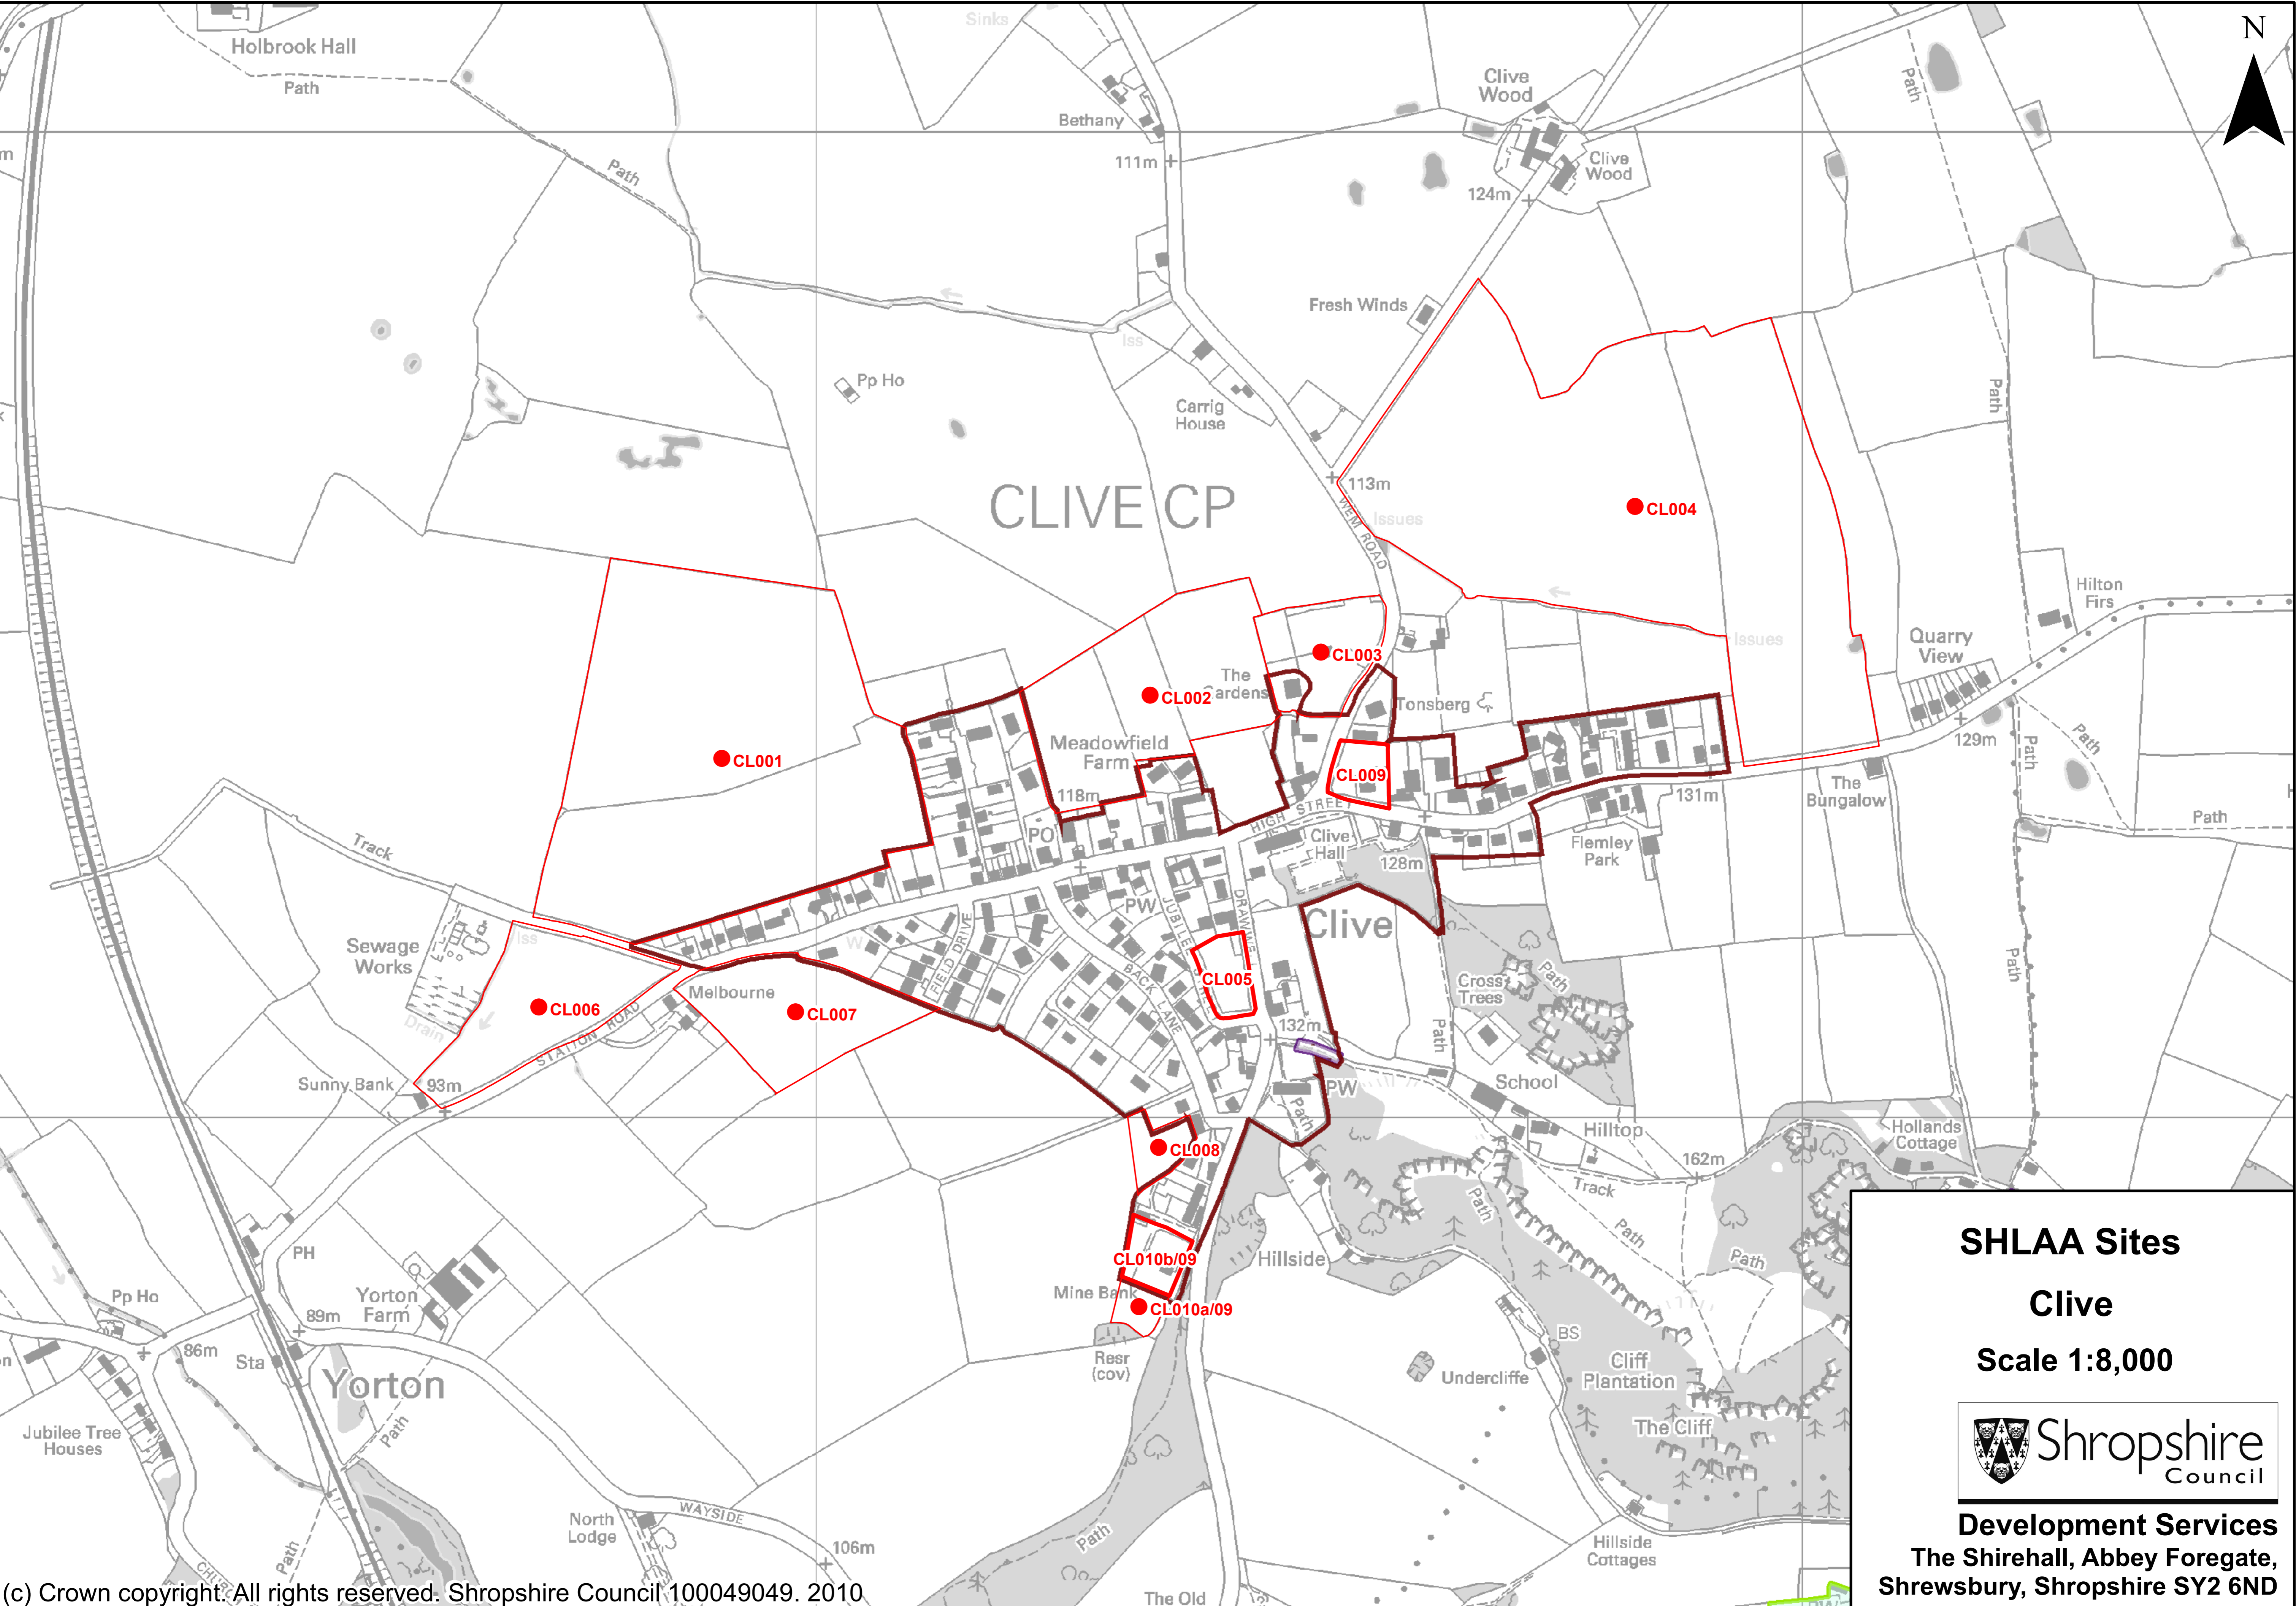 Sinks
Holbrook Hall
Path
N
Clive
Wood
Path
Bethany
111m
Clive
Wood
124m
Path
m
Fresh Winds
Iss
Pp Ho
Carrig
House
Path
CLIVE CP
113m
WEM ROAD
Issues
CL004
Hilton
Firs
Issues
Quarry
View
CL003
The
Gardens
CL002
Tonsberg
Meadowfield
Farm
CL001
118m
CL009
129m
Path
Path
The
Bungalow
131m
HIGH STREET
PO
Clive
Hall
128m
Flemley
Park
Path
Track
PW
JUBILEE
DRAWWE
Clive
Sewage
Works
Iss
W
FIELD DRIVE
BACK LANE
CL005
Cross
Trees
Path
Path
Melbourne
CL006
CL007
Drain
STATION ROAD
132m
Path
Sunny Bank
93m
PW
School
Path
CL008
Hilltop
Hollands
Cottage
162m
Track
Path
Path
Path
PH
CL010b/09
Hillside
Mine Bank
CL010a/09
Yorton
Farm
Pp Ho
89m
86m
Sta
Yorton
Resr
(cov)
BS
Undercliffe
Cliff
Plantation
The Cliff
Jubilee Tree
Houses
Path
North
Lodge
WAYSIDE
106m
Path
Path
Hillside
Cottages
The Old
SHLAA Sites
Clive
Scale 1:8,000
Shropshire
Council
Development Services
The Shirehall, Abbey Foregate,
Shrewsbury, Shropshire SY2 6ND
(c) Crown copyright. All rights reserved. Shropshire Council 100049049. 2010